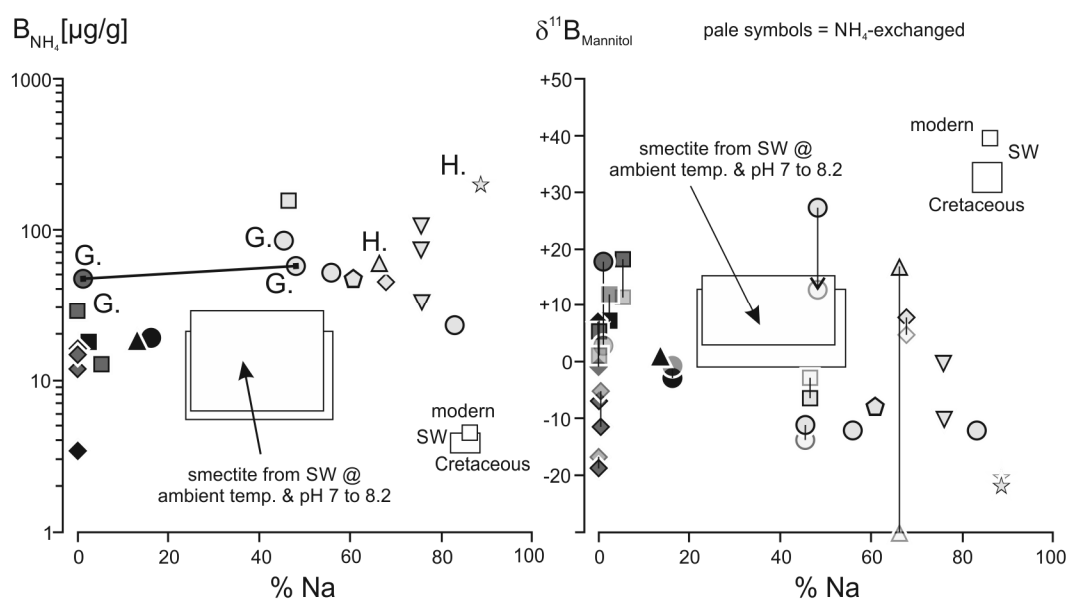 B_NH₄[µg/g]
1000
100
10
1
0 20 40 60 80 100
% Na
G.
G.
G.
G.
H.
H.
smectite from SW @
ambient temp. & pH 7 to 8.2
modern
SW
Cretaceous
δ¹¹B_Mannitol
pale symbols = NH₄-exchanged
+50
+40
+30
+20
+10
0
-10
-20
0 20 40 60 80 100
% Na
smectite from SW @
ambient temp. & pH 7 to 8.2
modern
SW
Cretaceous